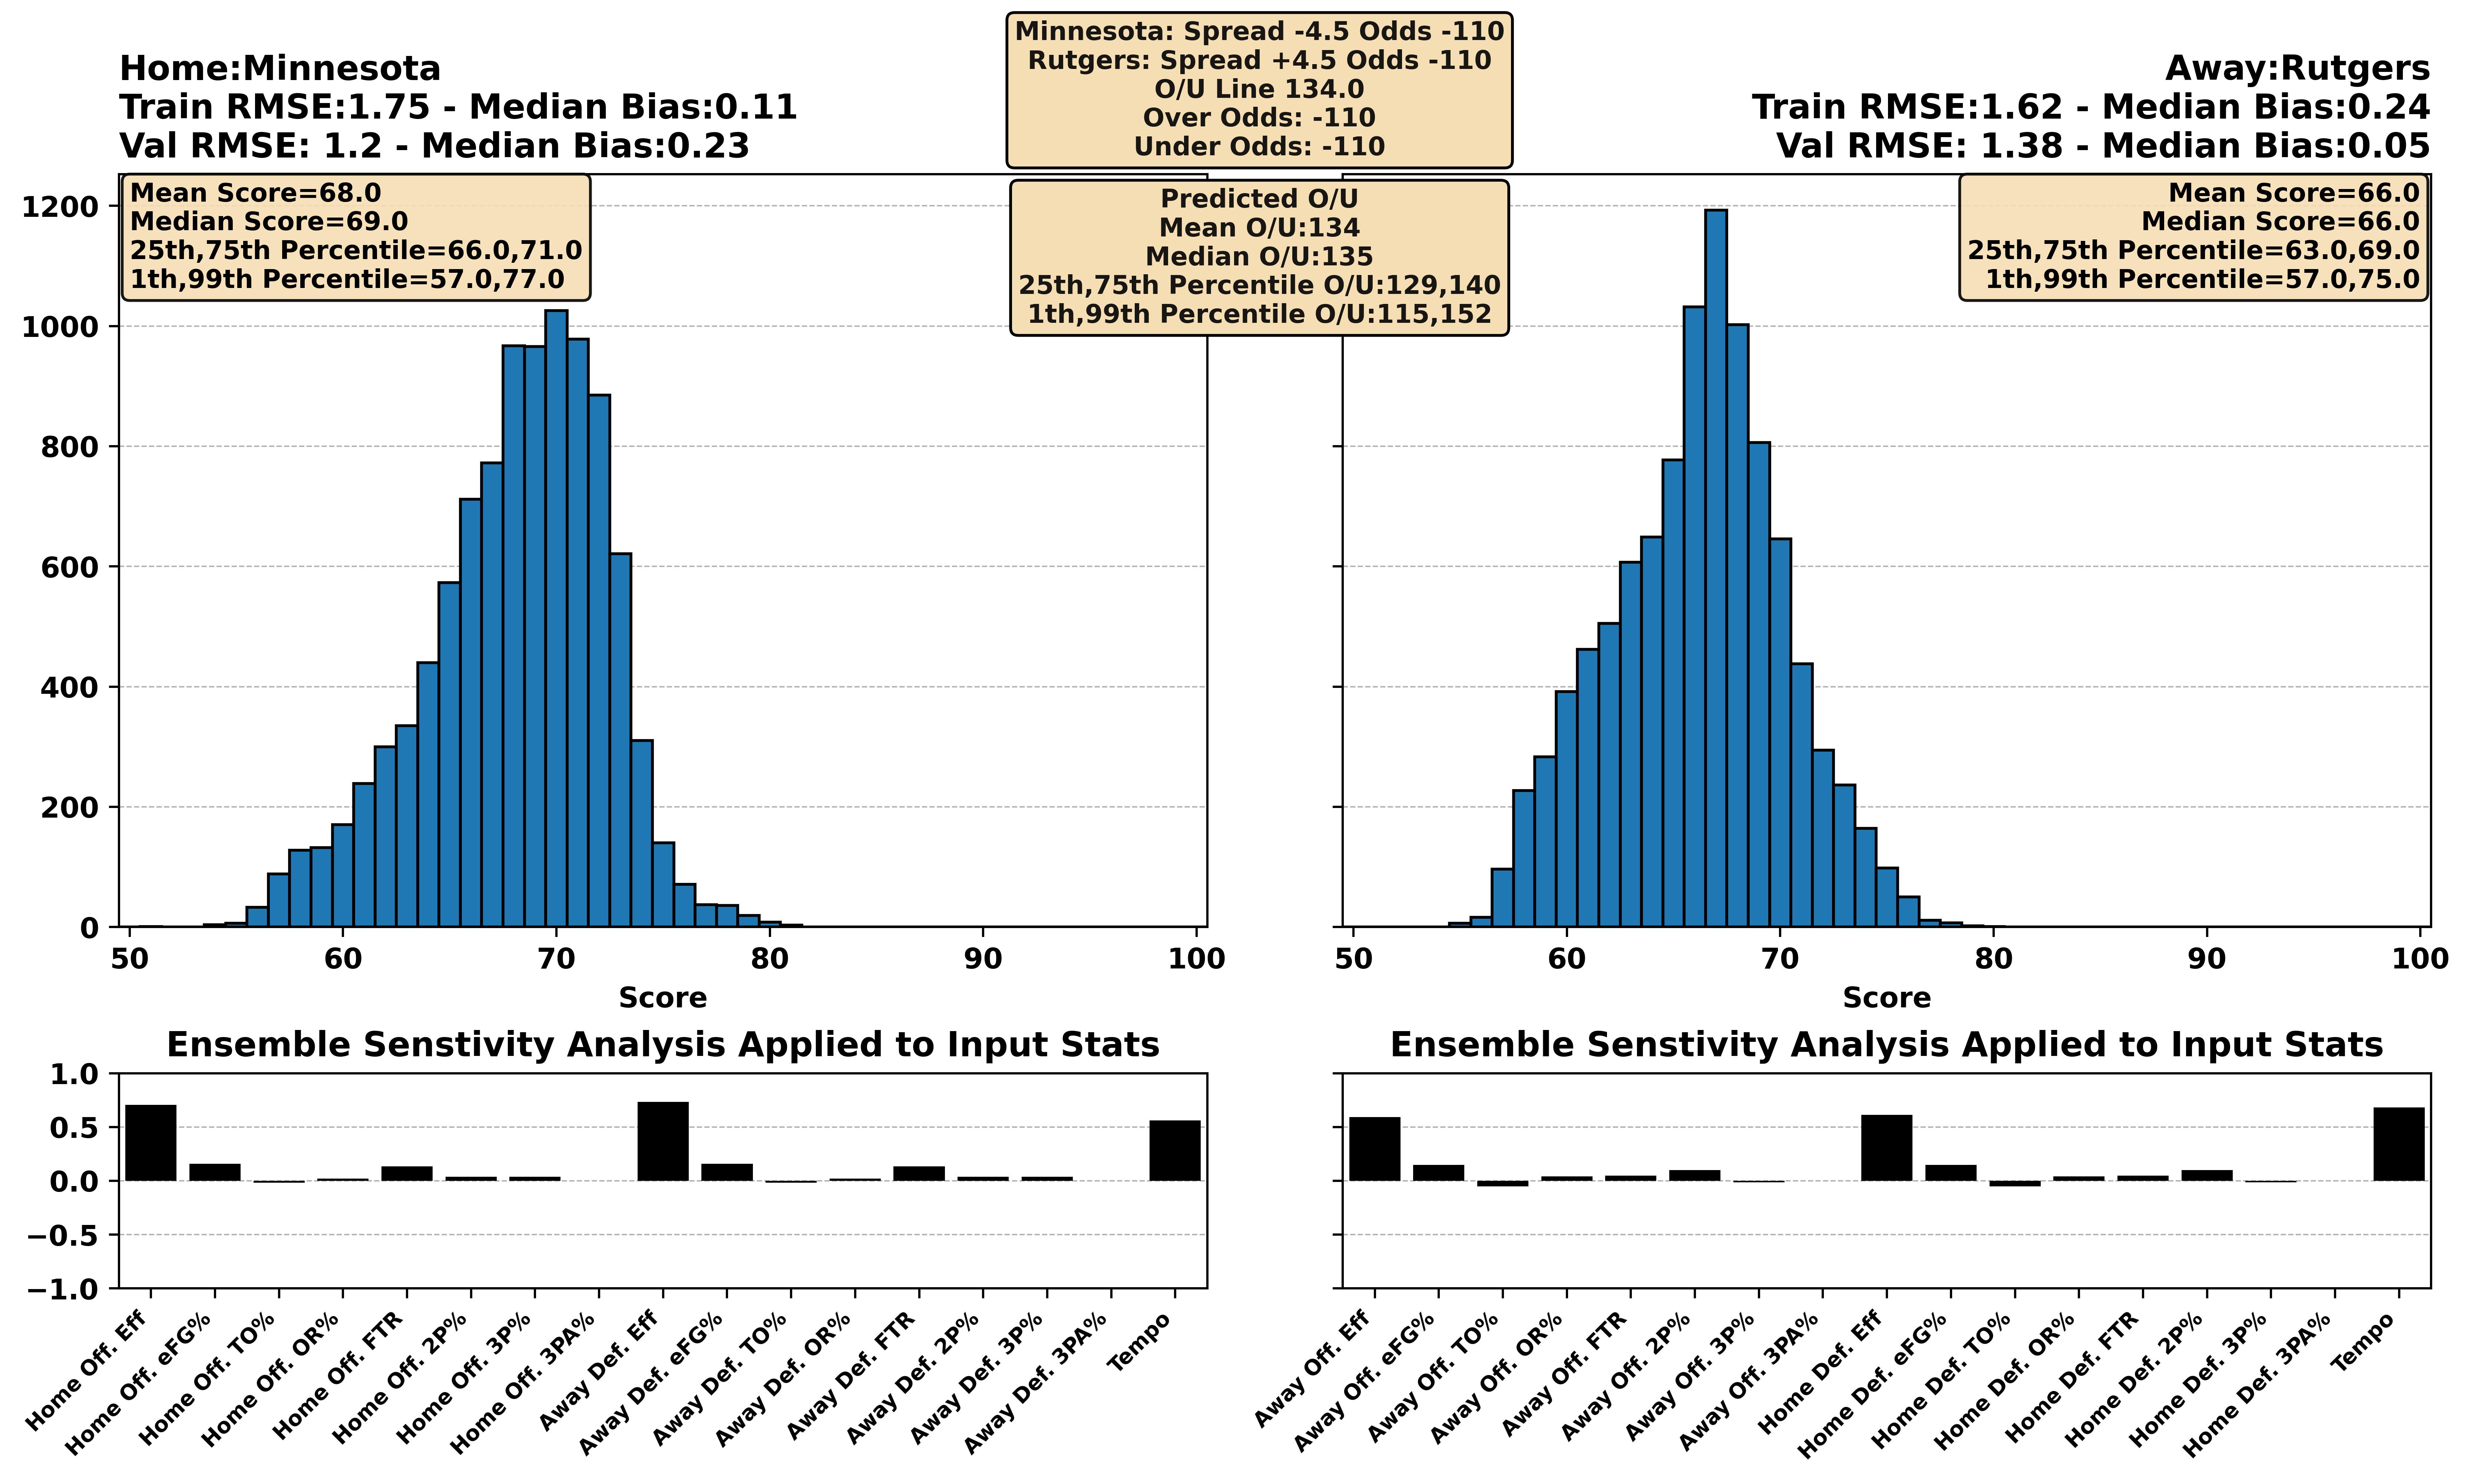 Minnesota: Spread -4.5 Odds -110
Rutgers: Spread +4.5 Odds -110
O/U Line 134.0
Over Odds: -110
Under Odds: -110
Home:Minnesota
Train RMSE:1.75 - Median Bias:0.11
Val RMSE: 1.2 - Median Bias:0.23
Away:Rutgers
Train RMSE:1.62 - Median Bias:0.24
Val RMSE: 1.38 - Median Bias:0.05
Mean Score=68.0
Median Score=69.0
25th,75th Percentile=66.0,71.0
1th,99th Percentile=57.0,77.0
Predicted O/U
Mean O/U:134
Median O/U:135
25th,75th Percentile O/U:129,140
1th,99th Percentile O/U:115,152
Mean Score=66.0
Median Score=66.0
25th,75th Percentile=63.0,69.0
1th,99th Percentile=57.0,75.0
1200
1000
800
600
400
200
0
50 60 70 80 90 100
Score
50 60 70 80 90 100
Score
Ensemble Senstivity Analysis Applied to Input Stats
Ensemble Senstivity Analysis Applied to Input Stats
1.0
0.5
0.0
−0.5
−1.0
Home Off. Eff
Home Off. eFG%
Home Off. TO%
Home Off. OR%
Home Off. FTR
Home Off. 2P%
Home Off. 3P%
Home Off. 3PA%
Away Def. Eff
Away Def. eFG%
Away Def. TO%
Away Def. OR%
Away Def. FTR
Away Def. 2P%
Away Def. 3P%
Away Def. 3PA%
Tempo
Away Off. Eff
Away Off. eFG%
Away Off. TO%
Away Off. OR%
Away Off. FTR
Away Off. 2P%
Away Off. 3P%
Away Off. 3PA%
Home Def. Eff
Home Def. eFG%
Home Def. TO%
Home Def. OR%
Home Def. FTR
Home Def. 2P%
Home Def. 3P%
Home Def. 3PA%
Tempo